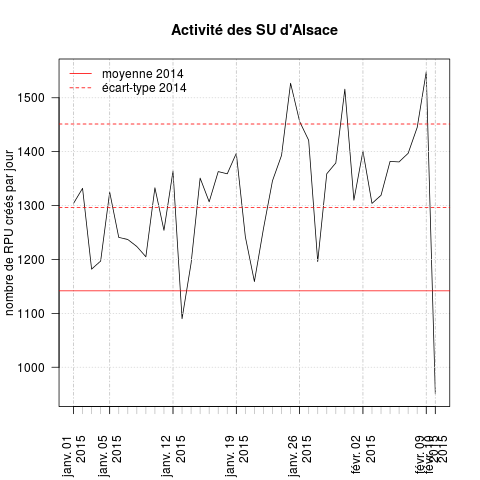 Activité des SU d'Alsace
moyenne 2014
écart-type 2014
nombre de RPU créés par jour
1500
1400
1300
1200
1100
1000
janv. 01
2015
janv. 05
2015
janv. 12
2015
janv. 19
2015
janv. 26
2015
févr. 02
2015
févr. 09
2015
févr. 10
2015